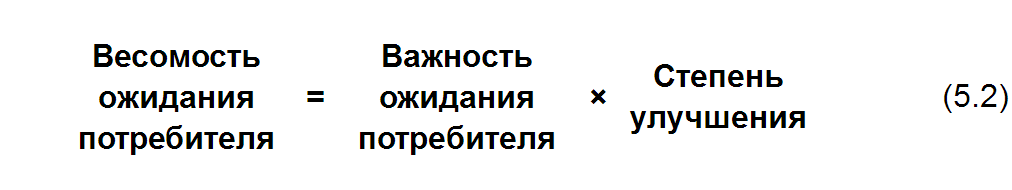 Весомость ожидания потребителя = Важность ожидания потребителя × Степень улучшения (5.2)